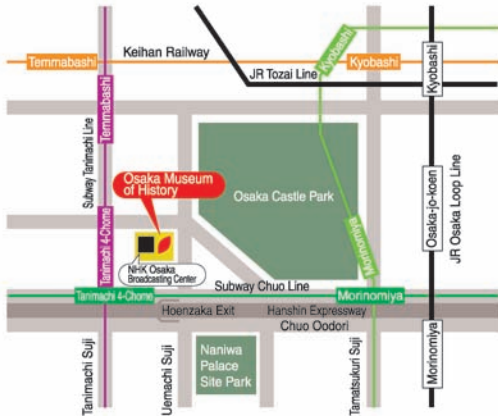 Temmabashi
Keihan Railway
Kyobashi
Kyobashi
JR Tozai Line
Kyobashi
Temmabashi
Subway Tanimachi Line
Osaka Museum
of History
Osaka Castle Park
Osaka-jo-koen
JR Osaka Loop Line
Tanimachi 4-Chome
NHK Osaka
Broadcasting Center
Morinomiya
Subway Chuo Line
Tanimachi 4-Chome
Morinomiya
Hoenzaka Exit
Hanshin Expressway
Chuo Oodori
Tanimachi Suji
Uemachi Suji
Naniwa
Palace
Site Park
Tamatsukuri Suji
Morinomiya